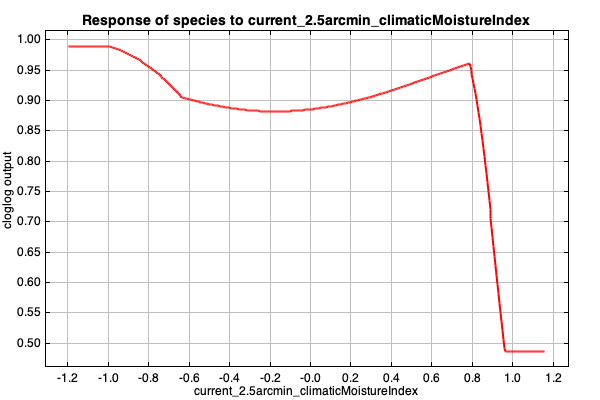 Response of species to current_2.5arcmin_climaticMoistureIndex
cloglog output
1.00
0.95
0.90
0.85
0.80
0.75
0.70
0.65
0.60
0.55
0.50
-1.2 -1.0 -0.8 -0.6 -0.4 -0.2 -0.0 0.2 0.4 0.6 0.8 1.0 1.2
current_2.5arcmin_climaticMoistureIndex